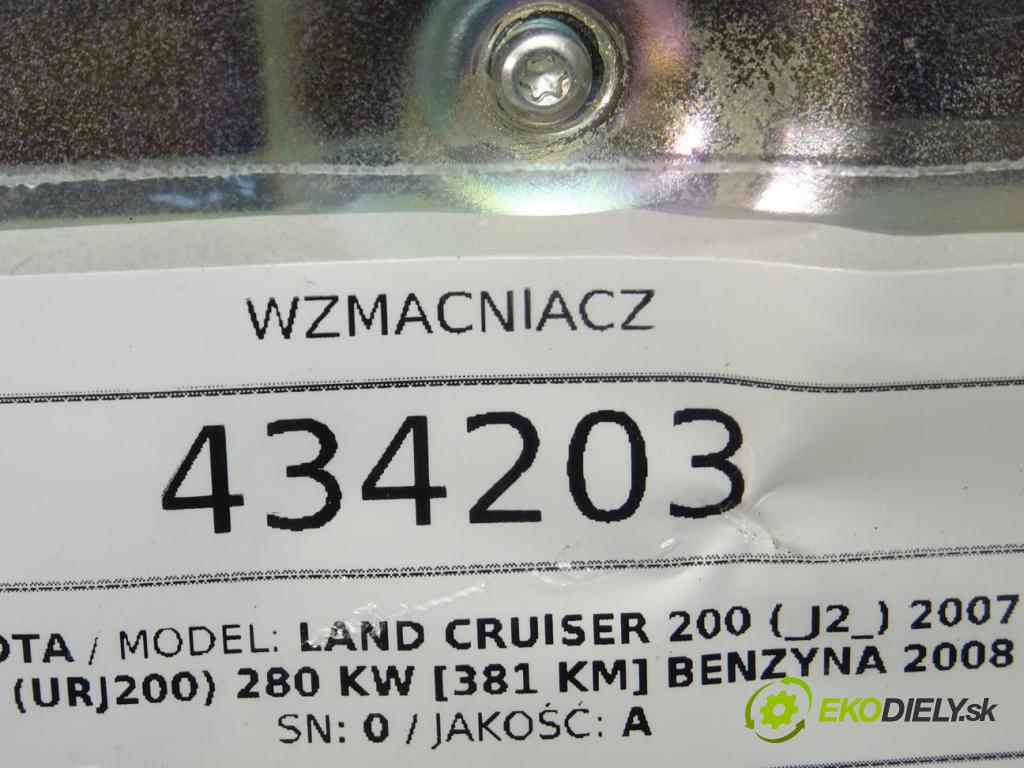 WZMACNIACZ
434203
/ MODEL: LAND CRUISER 200 (_J2_) 2007
(URJ200) 280 KW [381 KM] BENZYNA 2008
SN: 0 / JAKOŚĆ: A
EKODIELY.sk